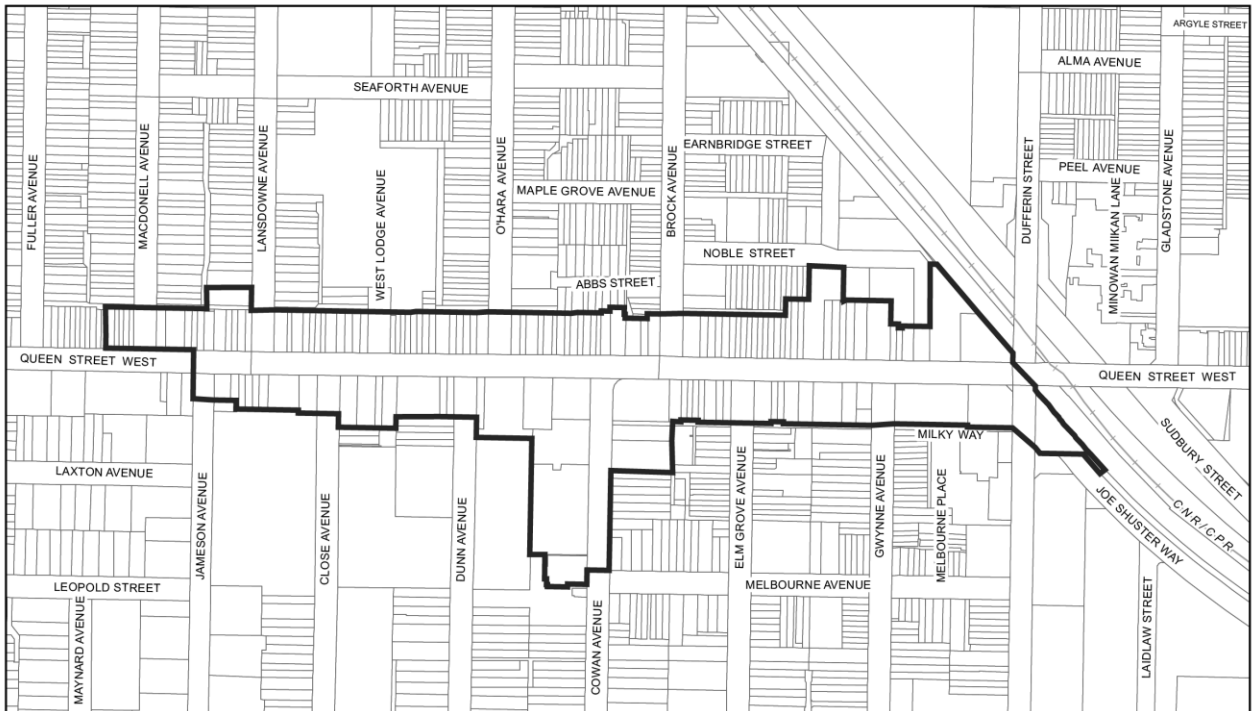 ARGYLE STREET
ALMA AVENUE
SEAFORTH AVENUE
EARNBRIDGE STREET
PEEL AVENUE
MAPLE GROVE AVENUE
FULLER AVENUE
MACDONELL AVENUE
LANSDOWNE AVENUE
WEST LODGE AVENUE
O'HARA AVENUE
BROCK AVENUE
DUFFERIN STREET
MINOWAN MIIKAN LANE
GLADSTONE AVENUE
NOBLE STREET
ABBS STREET
QUEEN STREET WEST
QUEEN STREET WEST
MILKY WAY
SUDBURY STREET
C.N.R / C.P.R
JOE SHUSTER WAY
LAXTON AVENUE
JAMESON AVENUE
CLOSE AVENUE
DUNN AVENUE
COWAN AVENUE
ELM GROVE AVENUE
GWYNNE AVENUE
MELBOURNE PLACE
MELBOURNE AVENUE
LEOPOLD STREET
MAYNARD AVENUE
LAIDLAW STREET